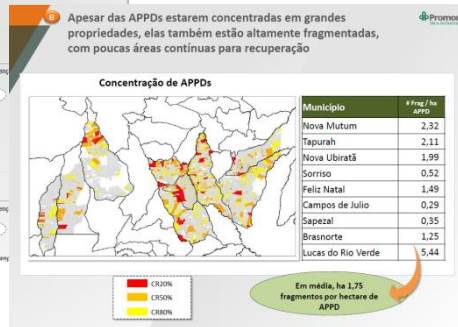 B
Apesar das APPDs estarem concentradas em grandes
propriedades, elas também estão altamente fragmentadas,
com poucas áreas contínuas para recuperação
Promon
Concentração de APPDs
Município # Frag / ha APPD
Nova Mutum 2,32
Tapurah 2,11
Nova Ubiratã 1,99
Sorriso 0,52
Feliz Natal 1,49
Campos de Julio 0,29
Sapezal 0,35
Brasnorte 1,25
Lucas do Rio Verde 5,44
CR20%
CR50%
CR80%
Em média, ha 1,75
fragmentos por hectare de
APPD